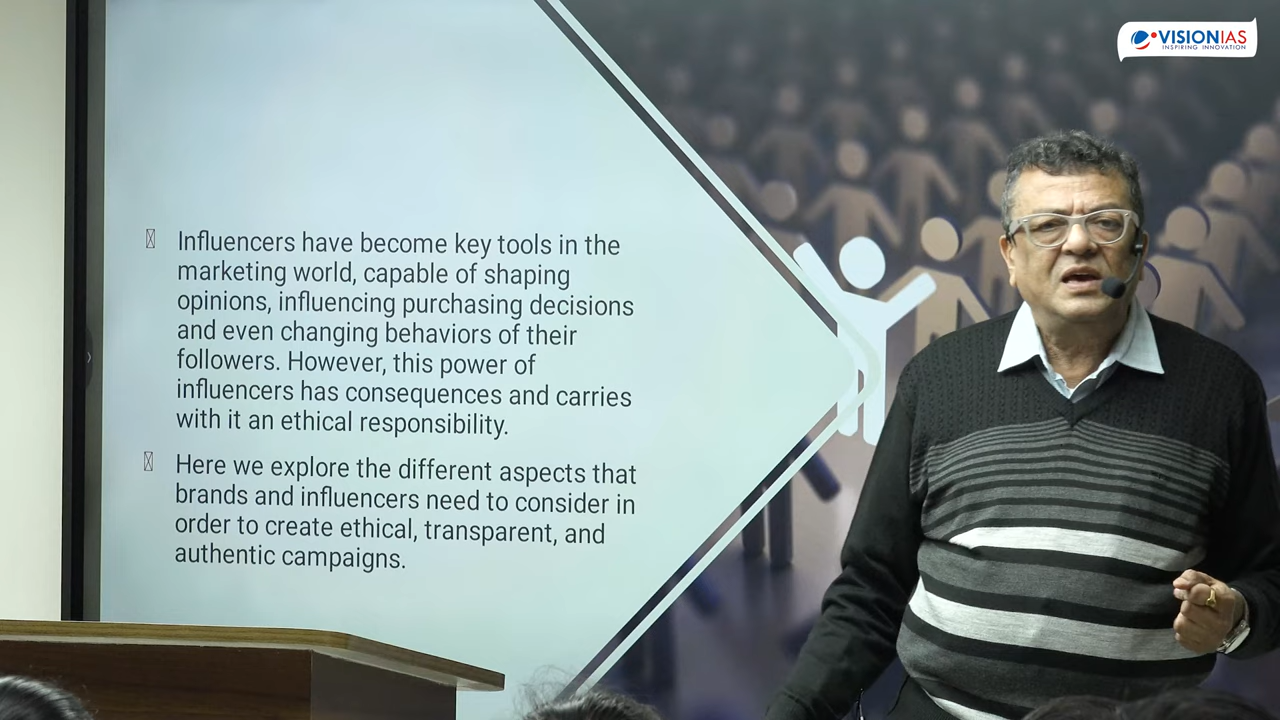 VISIONIAS
INSPIRING INNOVATION
Influencers have become key tools in the
marketing world, capable of shaping
opinions, influencing purchasing decisions
and even changing behaviors of their
followers. However, this power of
influencers has consequences and carries
with it an ethical responsibility.
Here we explore the different aspects that
brands and influencers need to consider in
order to create ethical, transparent, and
authentic campaigns.